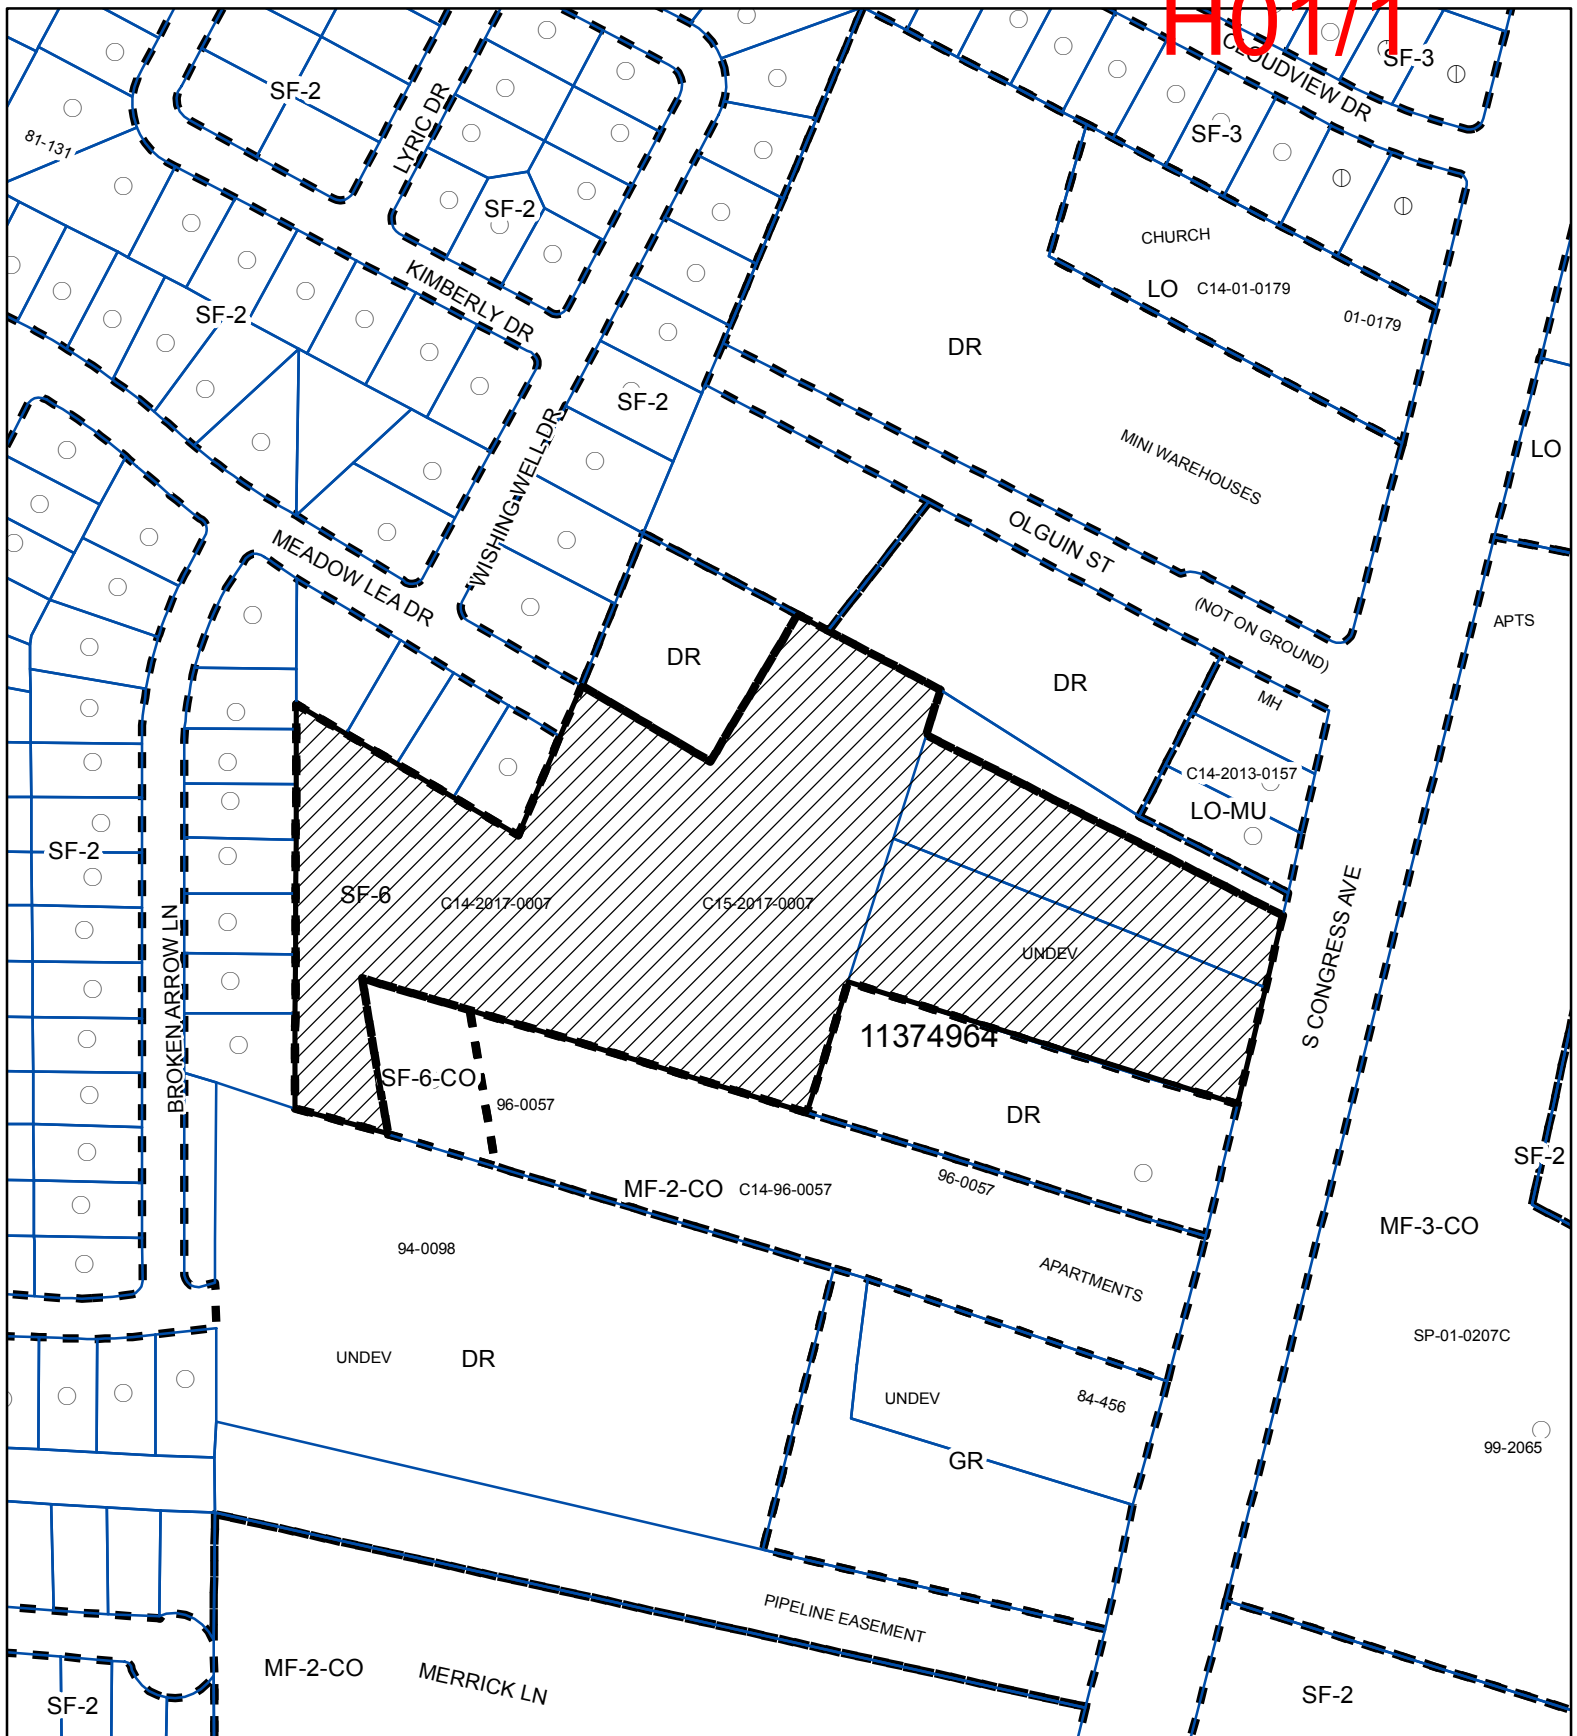 H01/1
CLOUDVIEW DR
SF-3
SF-2
LYRIC DR
81-131
SF-3
SF-2
CHURCH
LO
C14-01-0179
01-0179
KIMBERLY DR
SF-2
DR
SF-2
WISHING WELL DR
MINI WAREHOUSES
LO
OLGUIN ST
(NOT ON GROUND)
MEADOW LEA DR
APTS
DR
DR
MH
C14-2013-0157
LO-MU
SF-2
SF-6
C14-2017-0007
C15-2017-0007
UNDEV
BROKEN ARROW LN
S CONGRESS AVE
11374964
SF-6-CO
96-0057
DR
SF-2
MF-2-CO
C14-96-0057
96-0057
MF-3-CO
94-0098
APARTMENTS
SP-01-0207C
UNDEV
DR
UNDEV
84-456
99-2065
GR
PIPELINE EASEMENT
MF-2-CO
MERRICK LN
SF-2
SF-2